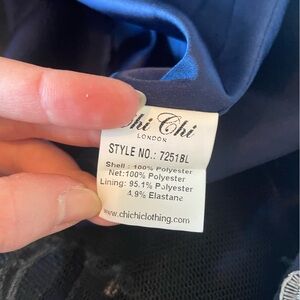 Chi Chi
LONDON
STYLE NO.: 7251BL
Shell : 100% Polyester
Net:100% Polyester
Lining: 95.1% Polyester
4.9% Elastane
www.chichiclothing.com